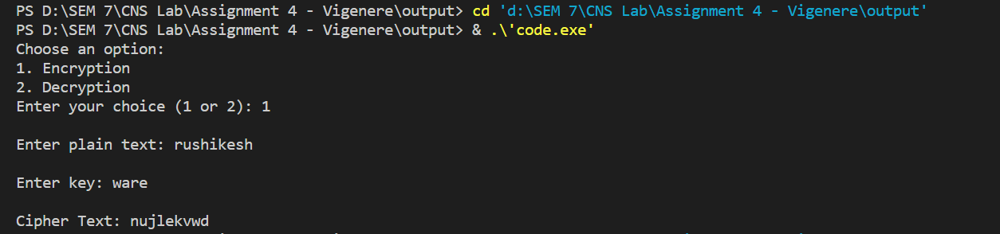 PS D:\SEM 7\CNS Lab\Assignment 4 - Vigenere\output> cd 'd:\SEM 7\CNS Lab\Assignment 4 - Vigenere\output'
PS D:\SEM 7\CNS Lab\Assignment 4 - Vigenere\output> & .\'code.exe'
Choose an option:
1. Encryption
2. Decryption
Enter your choice (1 or 2): 1
Enter plain text: rushikesh
Enter key: ware
Cipher Text: nujlekvwd